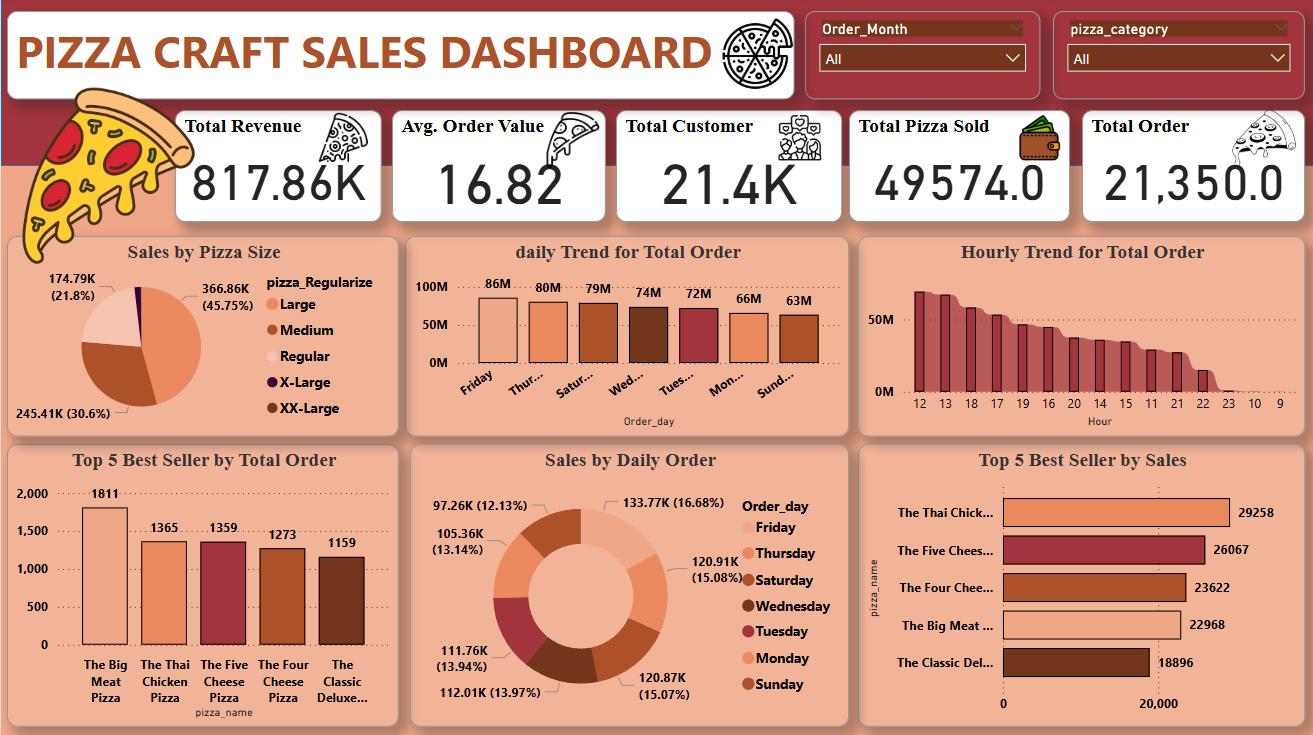 PIZZA CRAFT SALES DASHBOARD
Order_Month
All
pizza_category
All
Total Revenue
817.86K
Avg. Order Value
16.82
Total Customer
21.4K
Total Pizza Sold
49574.0
Total Order
21,350.0
Sales by Pizza Size
174.79K
(21.8%)
366.86K
(45.75%)
245.41K (30.6%)
pizza_Regularize
Large
Medium
Regular
X-Large
XX-Large
daily Trend for Total Order
100M
50M
0M
86M
80M
79M
74M
72M
66M
63M
Friday
Thur...
Satur...
Wed...
Tues...
Mon...
Sund...
Order_day
Hourly Trend for Total Order
50M
0M
12 13 18 17 19 16 20 14 15 11 21 22 23 10 9
Hour
Top 5 Best Seller by Total Order
2,000
1,500
1,000
500
0
1811
1365
1359
1273
1159
The Big
Meat
Pizza
The Thai
Chicken
Pizza
The Five
Cheese
Pizza
The Four
Cheese
Pizza
The
Classic
Deluxe...
pizza_name
Sales by Daily Order
97.26K (12.13%)
133.77K (16.68%)
105.36K
(13.14%)
120.91K
(15.08%)
111.76K
(13.94%)
112.01K (13.97%)
120.87K
(15.07%)
Order_day
Friday
Thursday
Saturday
Wednesday
Tuesday
Monday
Sunday
Top 5 Best Seller by Sales
pizza_name
The Thai Chick... 29258
The Five Chees... 26067
The Four Chee... 23622
The Big Meat ... 22968
The Classic Del... 18896
0 20,000